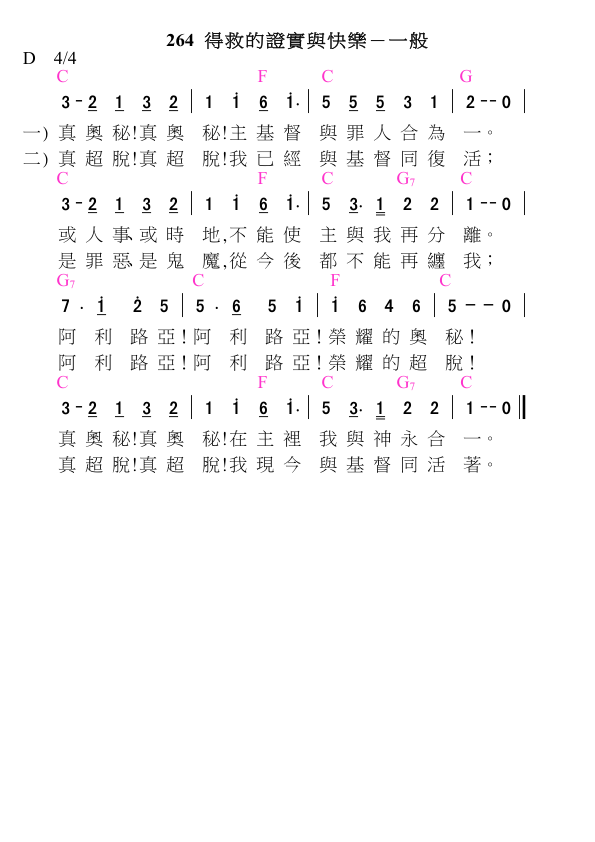 264 得救的證實與快樂－一般
D 4/4
C F C G
3 - 2 1 3 2 | 1 i 6 i· | 5 5 5 3 1 | 2 - - 0 |
一) 真奧秘!真奧 秘!主基督 與罪人合為 一。
二) 真超脫!真超 脫!我已經 與基督同復 活；
C F C G7 C
3 - 2 1 3 2 | 1 i 6 i· | 5 3· 1 2 2 | 1 - - 0 |
或人事、或時 地,不能使 主與我再分 離。
是罪惡、是鬼 魔,從今後 都不能再纏 我；
G7 C F C
7 · i 2 5 | 5 · 6 5 i | i 6 4 6 | 5 - - 0 |
阿 利 路 亞! 阿 利 路 亞! 榮耀的奧 秘!
阿 利 路 亞! 阿 利 路 亞! 榮耀的超 脫!
C F C G7 C
3 - 2 1 3 2 | 1 i 6 i· | 5 3· 1 2 2 | 1 - - 0 ‖
真奧秘!真奧 秘!在主裡 我與神永合 一。
真超脫!真超 脫!我現今 與基督同活 著。